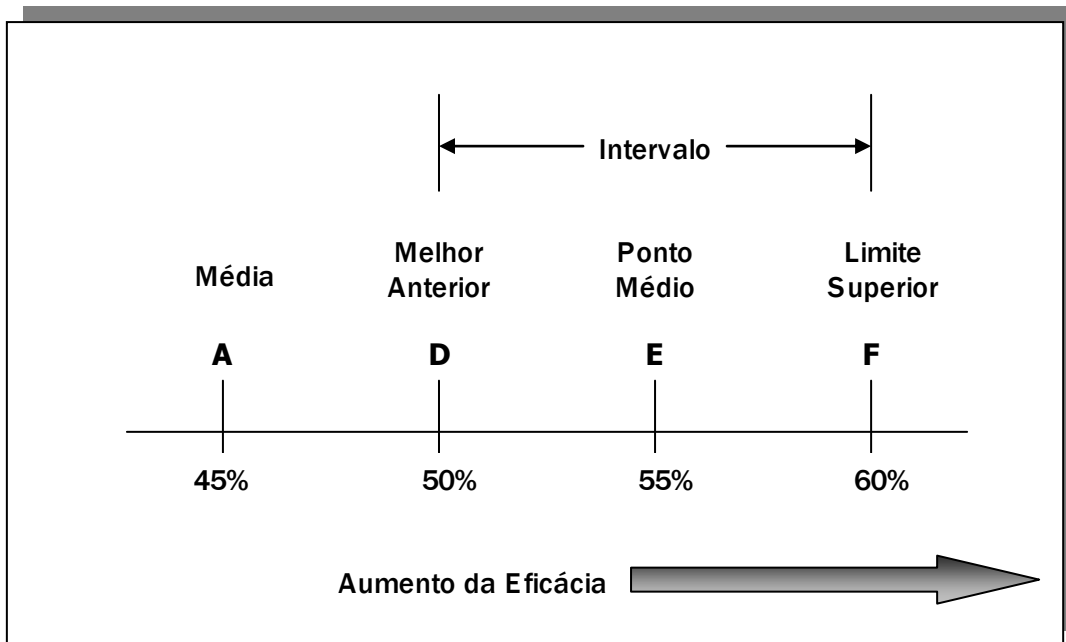 Intervalo
Média
Melhor
Anterior
Ponto
Médio
Limite
Superior
A D E F
45% 50% 55% 60%
Aumento da Eficácia